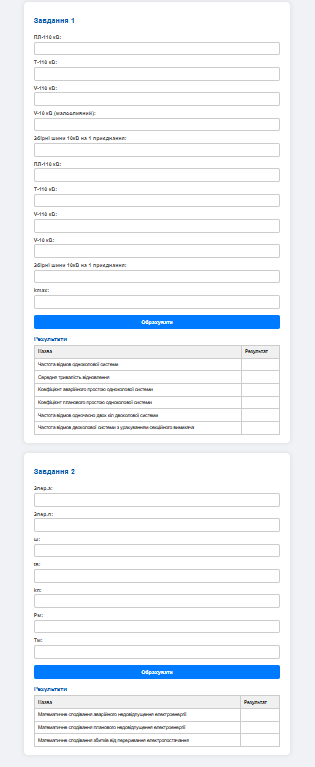 Завдання 1
ПЛ-110 кВ:
Т-110 кВ:
V-110 кВ:
V-10 кВ (малооливний):
Збірні шини 10кВ на 1 приєднання:
ПЛ-110 кВ:
Т-110 кВ:
V-110 кВ:
V-10 кВ:
Збірні шини 10кВ на 1 приєднання:
kmax:
Обрахувати
Результати
Назва Результат
Частота відмов одноколової системи
Середня тривалість відновлення
Коефіцієнт аварійного простою одноколової системи
Коефіцієнт планового простою одноколової системи
Частота відмов одночасно двох кіл двоколової системи
Частота відмов двоколової системи з урахуванням секційного вимикача
Завдання 2
Zпер.а:
Zпер.п:
ω:
tв:
kп:
Рм:
Тм:
Обрахувати
Результати
Назва Результат
Математичне сподівання аварійного недовідпущення електроенергії
Математичне сподівання планового недовідпущення електроенергії
Математичне сподівання збитків від переривання електропостачання